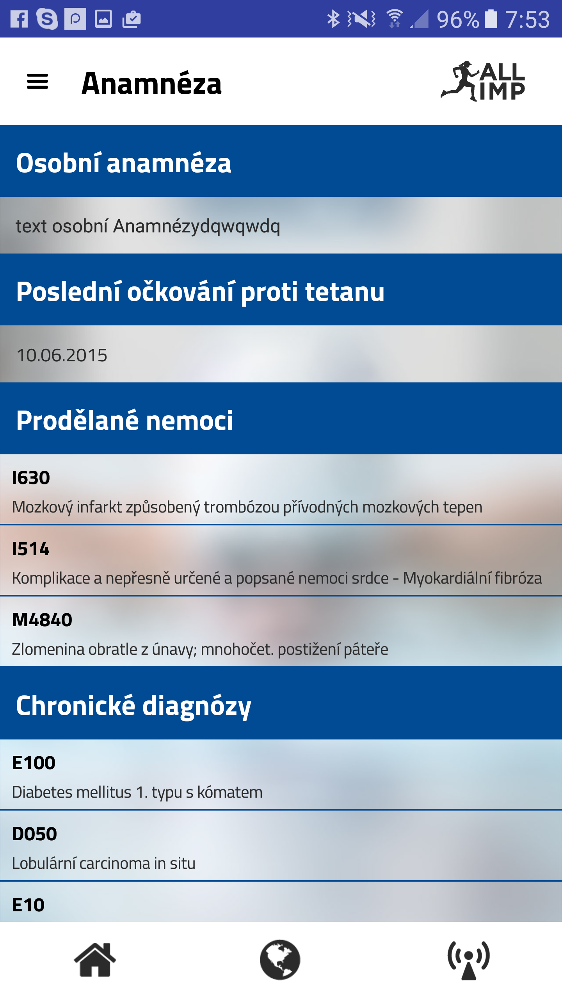 96% 7:53
Anamnéza
ALL
IMP
Osobní anamnéza
text osobní Anamnézydqwqwdq
Poslední očkování proti tetanu
10.06.2015
Prodělané nemoci
I630
Mozkový infarkt způsobený trombózou přívodných mozkových tepen
I514
Komplikace a nepřesně určené a popsané nemoci srdce - Myokardiální fibróza
M4840
Zlomenina obratle z únavy; mnohočet. postižení páteře
Chronické diagnózy
E100
Diabetes mellitus 1. typu s kómatem
D050
Lobulární carcinoma in situ
E10